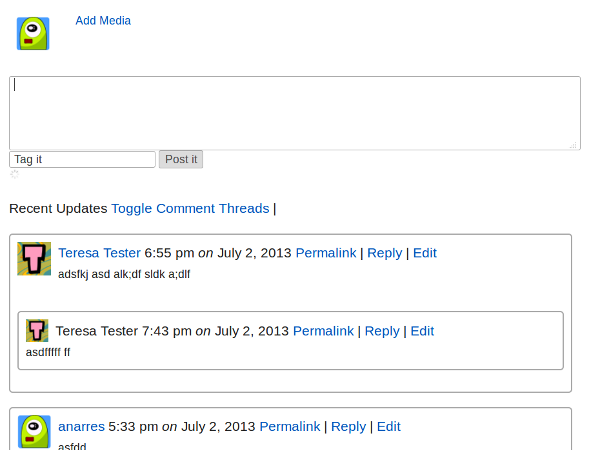 Add Media
Tag it
Post it
Recent Updates Toggle Comment Threads |
Teresa Tester 6:55 pm on July 2, 2013 Permalink | Reply | Edit
adsfkj asd alk;df sldk a;dlf
Teresa Tester 7:43 pm on July 2, 2013 Permalink | Reply | Edit
asdfffff ff
anarres 5:33 pm on July 2, 2013 Permalink | Reply | Edit
asfdd